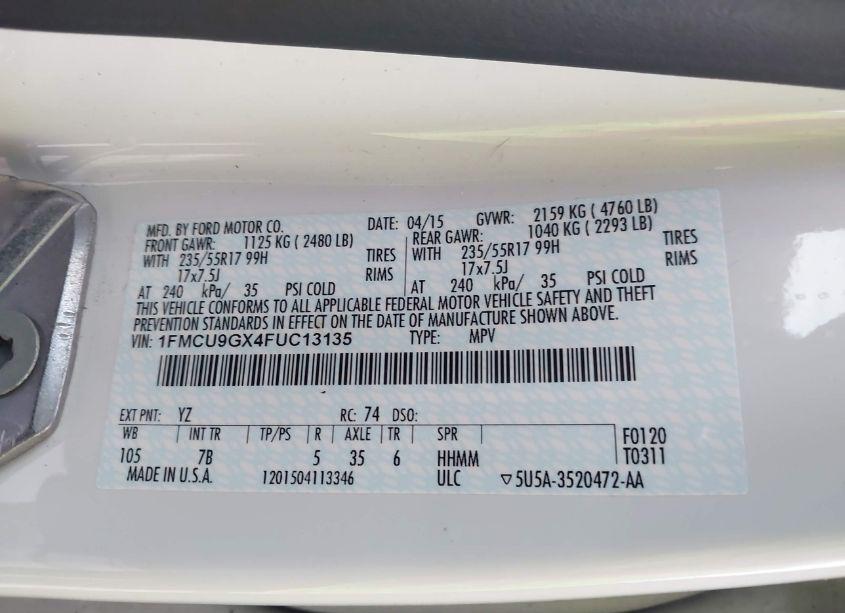 MFD. BY FORD MOTOR CO. DATE: 04/15 GVWR: 2159 KG ( 4760 LB)
FRONT GAWR: 1125 KG ( 2480 LB) REAR GAWR: 1040 KG ( 2293 LB)
WITH 235/55R17 99H TIRES WITH 235/55R17 99H TIRES
17x7.5J RIMS 17x7.5J RIMS
AT 240 kPa/ 35 PSI COLD AT 240 kPa/ 35 PSI COLD
THIS VEHICLE CONFORMS TO ALL APPLICABLE FEDERAL MOTOR VEHICLE SAFETY AND THEFT
PREVENTION STANDARDS IN EFFECT ON THE DATE OF MANUFACTURE SHOWN ABOVE.
VIN: 1FMCU9GX4FUC13135 TYPE: MPV
EXT PNT: YZ RC: 74 DSO:
WB INT TR TP/PS R AXLE TR SPR F0120
105 7B 5 35 6 HHMM T0311
MADE IN U.S.A. 1201504113346 ULC ▽5U5A-3520472-AA